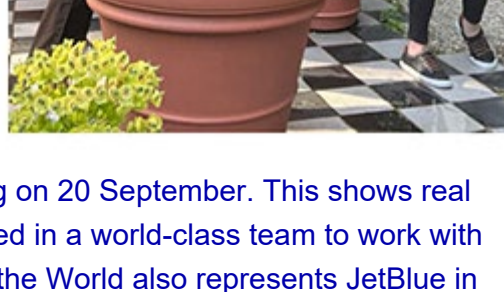 g on 20 September. This shows real
ed in a world-class team to work with
the World also represents JetBlue in